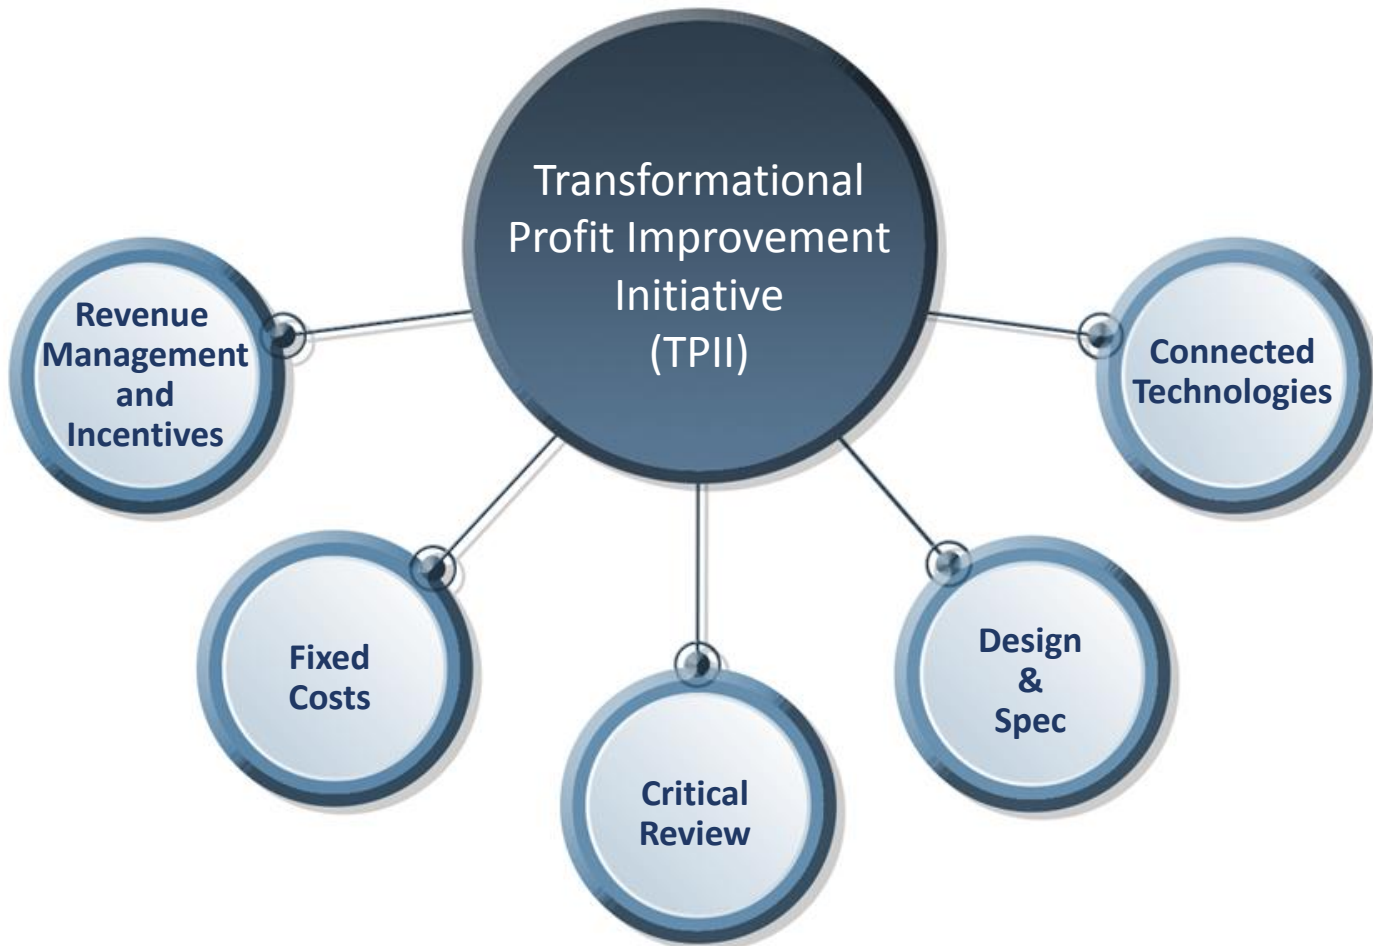 Transformational
Profit Improvement
Initiative
(TPII)
Revenue
Management
and
Incentives
Connected
Technologies
Fixed
Costs
Design
&
Spec
Critical
Review